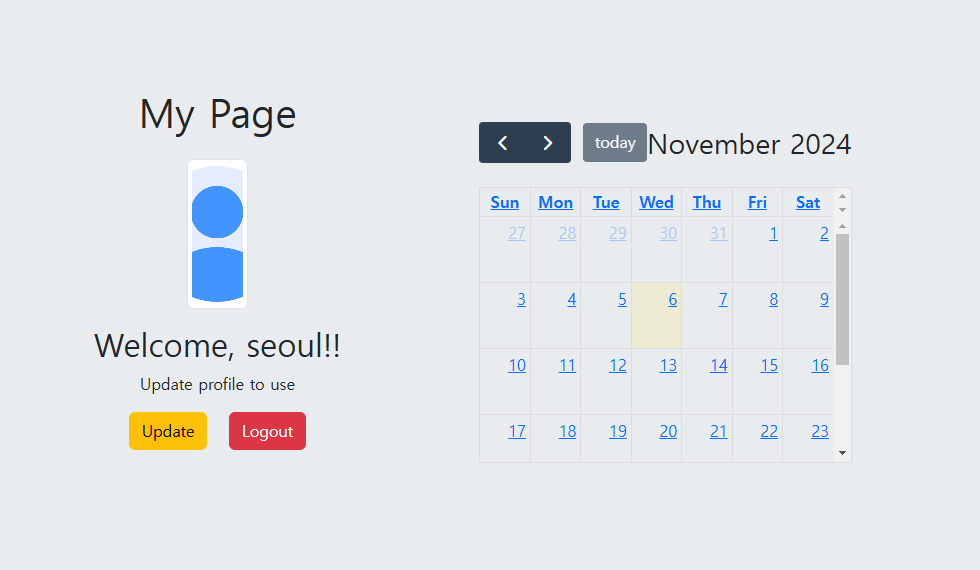 My Page
Welcome, seoul!!
Update profile to use
Update Logout
today November 2024
Sun Mon Tue Wed Thu Fri Sat
27 28 29 30 31 1 2
3 4 5 6 7 8 9
10 11 12 13 14 15 16
17 18 19 20 21 22 23